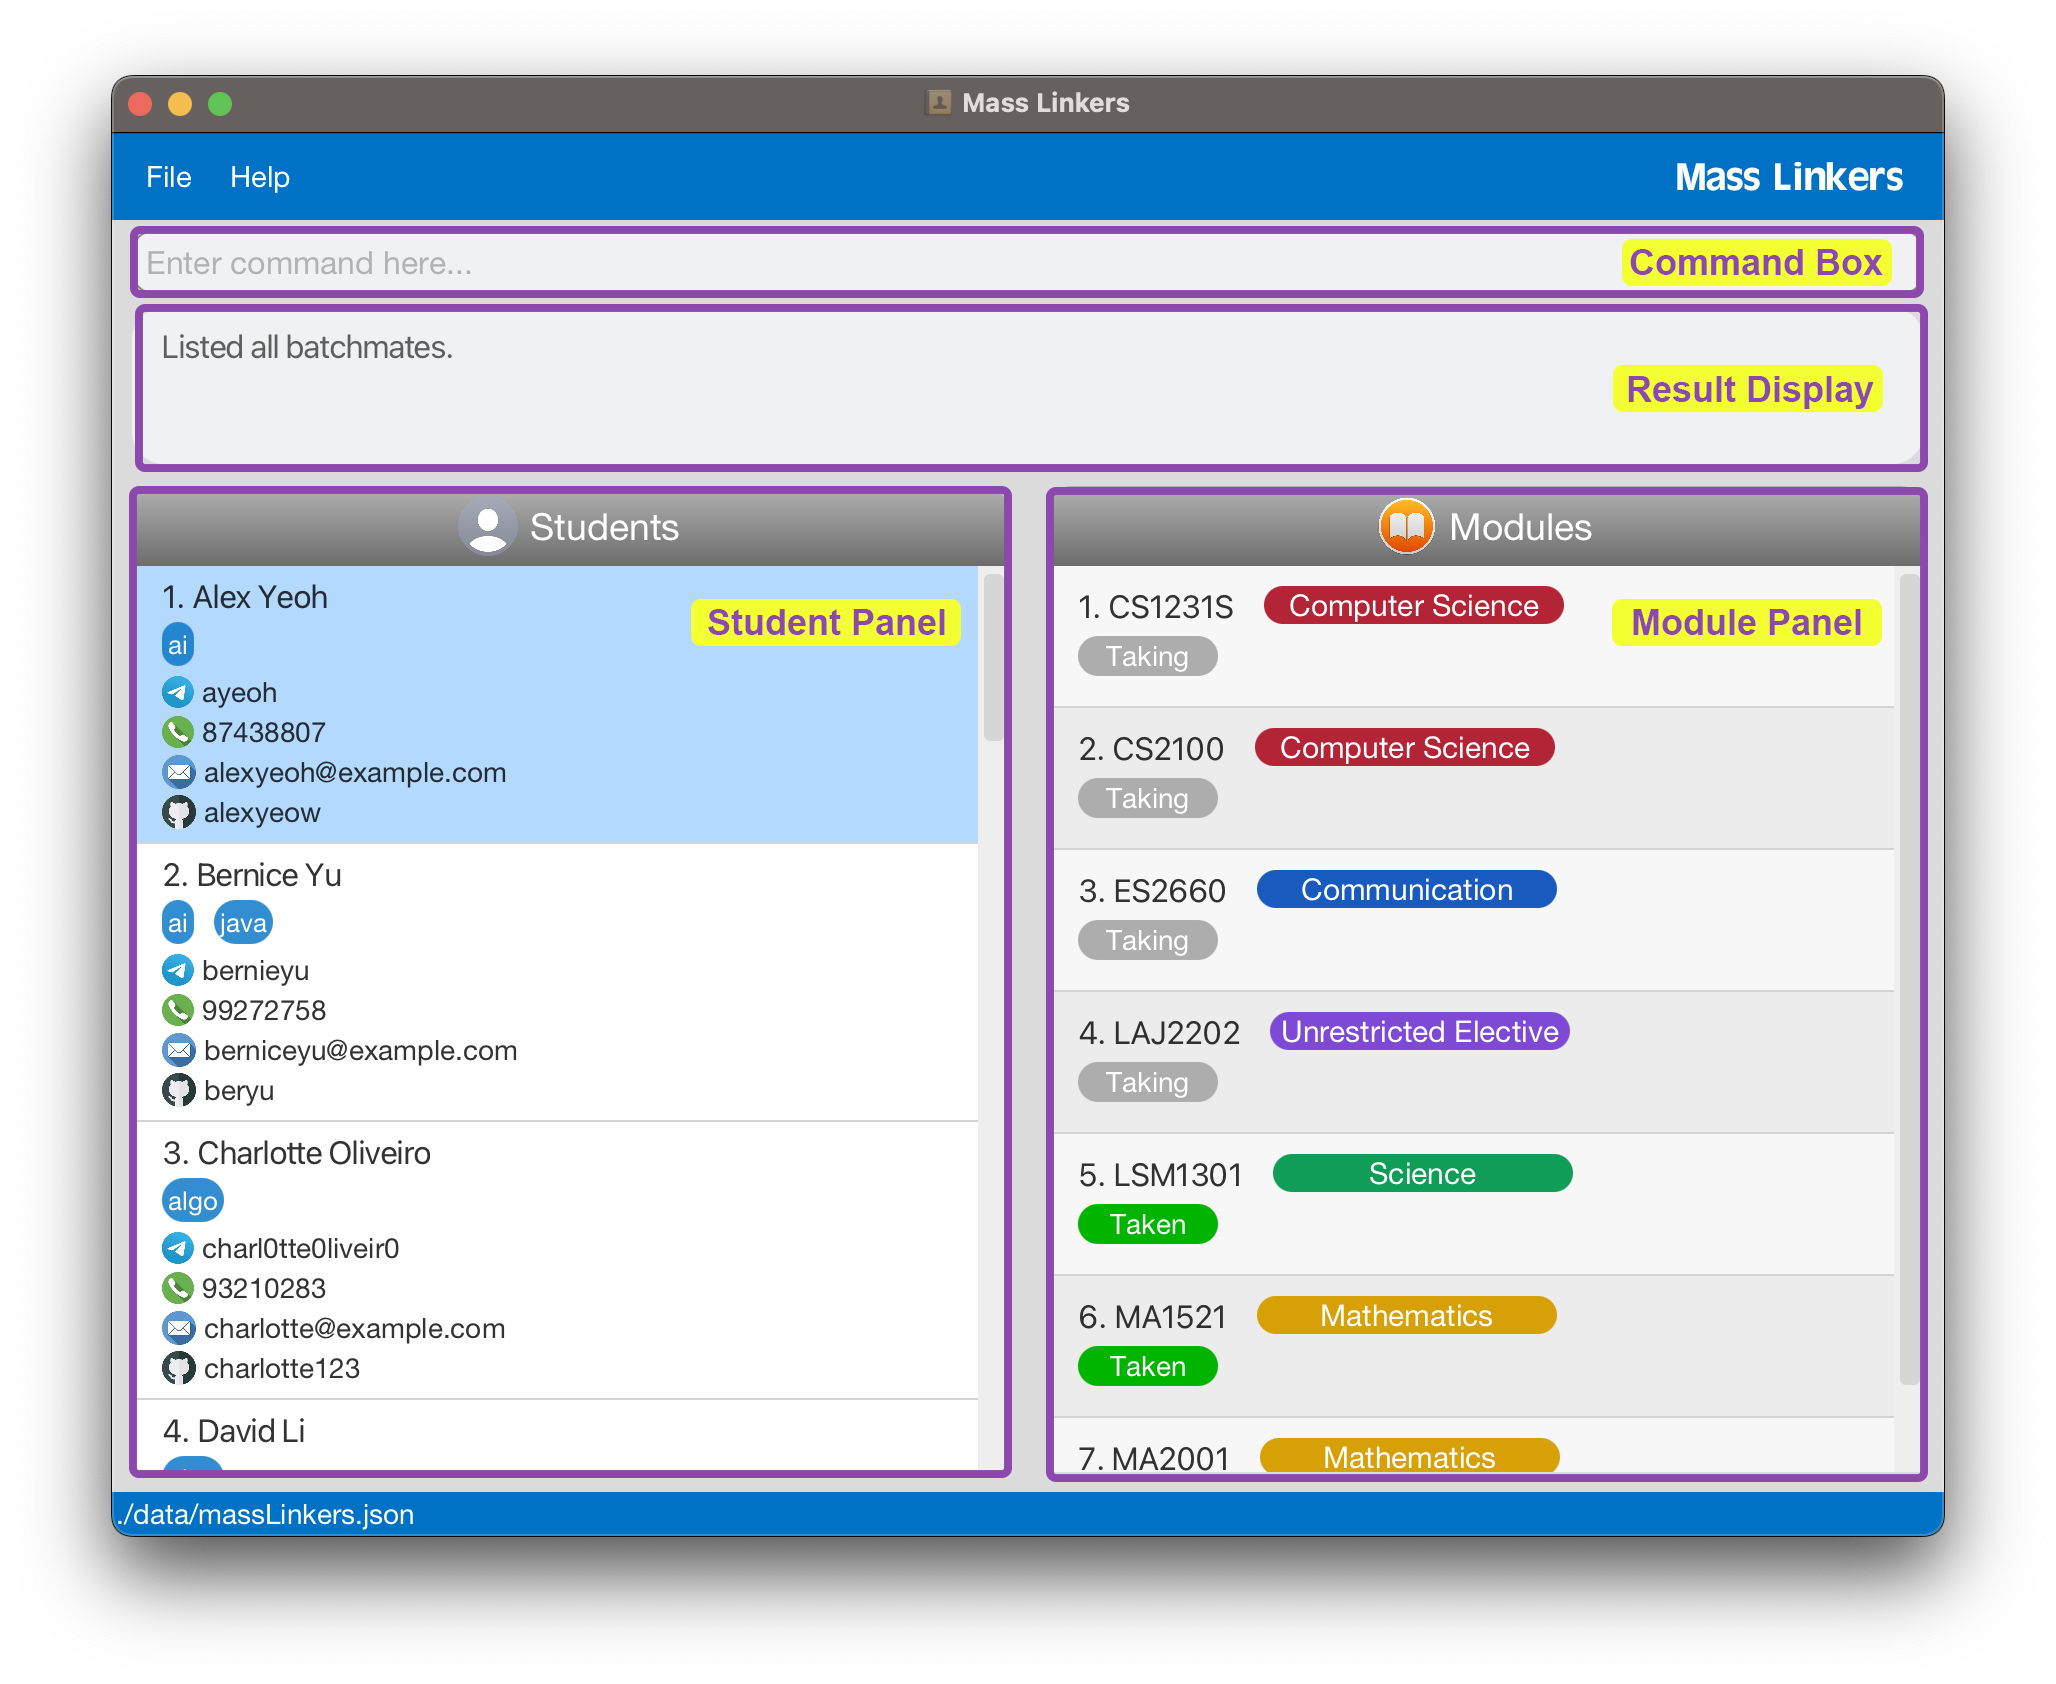 Mass Linkers
File Help Mass Linkers
Enter command here... Command Box
Listed all batchmates.
Result Display
Students
1. Alex Yeoh
Student Panel
ai
ayeoh
87438807
alexyeoh@example.com
alexyeow
2. Bernice Yu
ai java
bernieyu
99272758
berniceyu@example.com
beryu
3. Charlotte Oliveiro
algo
charl0tte0liveir0
93210283
charlotte@example.com
charlotte123
4. David Li
Modules
1. CS1231S Computer Science
Module Panel
Taking
2. CS2100 Computer Science
Taking
3. ES2660 Communication
Taking
4. LAJ2202 Unrestricted Elective
Taking
5. LSM1301 Science
Taken
6. MA1521 Mathematics
Taken
7. MA2001 Mathematics
./data/massLinkers.json